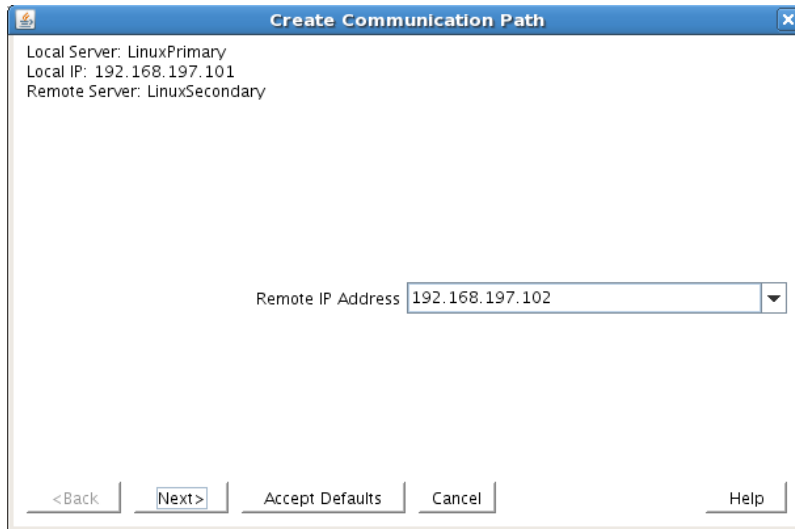 Create Communication Path
Local Server: LinuxPrimary
Local IP: 192.168.197.101
Remote Server: LinuxSecondary
Remote IP Address 192.168.197.102
<Back Next> Accept Defaults Cancel Help